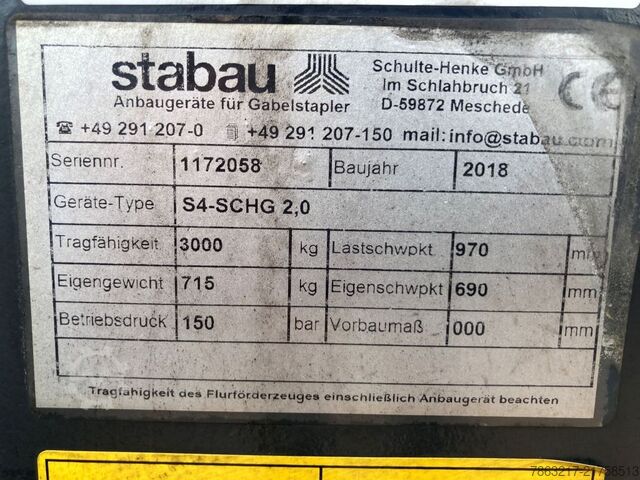 stabau
Anbaugeräte für Gabelstapler
Schulte-Henke GmbH
Im Schlahbruch 21
D-59872 Meschede
CE
☎ +49 291 207-0 +49 291 207-150 mail: info@stabau.com
Seriennr. 1172058 Baujahr 2018
Geräte-Type S4-SCHG 2,0
Tragfähigkeit 3000 kg Lastschwpkt. 970 mm
Eigengewicht 715 kg Eigenschwpkt 690 mm
Betriebsdruck 150 bar Vorbaumaß 000 mm
Tragfähigkeit des Flurförderzeuges einschließlich Anbaugerät beachten
7863217-21758513